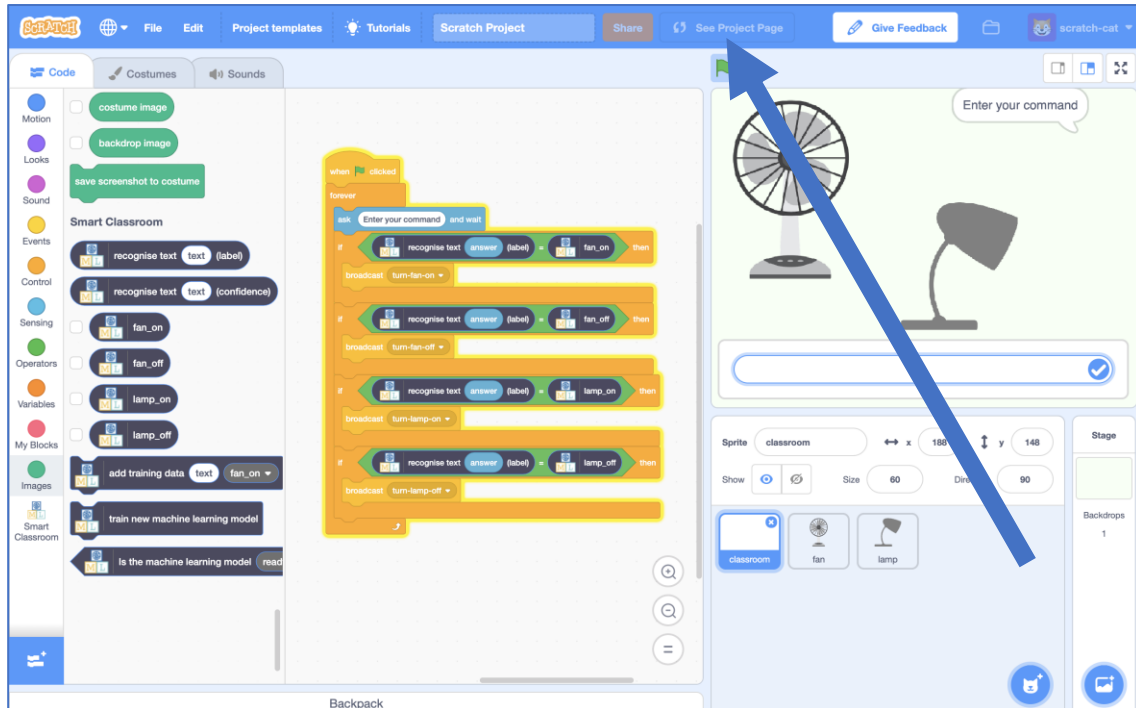 SCRATCH File Edit Project templates Tutorials Scratch Project Share See Project Page Give Feedback scratch-cat
Code Costumes Sounds
Motion
Looks
Sound
Events
Control
Sensing
Operators
Variables
My Blocks
Images
Smart Classroom
costume image
backdrop image
save screenshot to costume
Smart Classroom
recognise text text (label)
recognise text text (confidence)
fan_on
fan_off
lamp_on
lamp_off
add training data text fan_on
train new machine learning model
Is the machine learning model read
when clicked
forever
ask Enter your command and wait
if recognise text answer (label) = fan_on then
broadcast turn-fan-on
if recognise text answer (label) = fan_off then
broadcast turn-fan-off
if recognise text answer (label) = lamp_on then
broadcast turn-lamp-on
if recognise text answer (label) = lamp_off then
broadcast turn-lamp-off
Backpack
Enter your command
Sprite classroom x 188 y 148
Show Size 60 Dire 90
classroom fan lamp
Stage
Backdrops
1